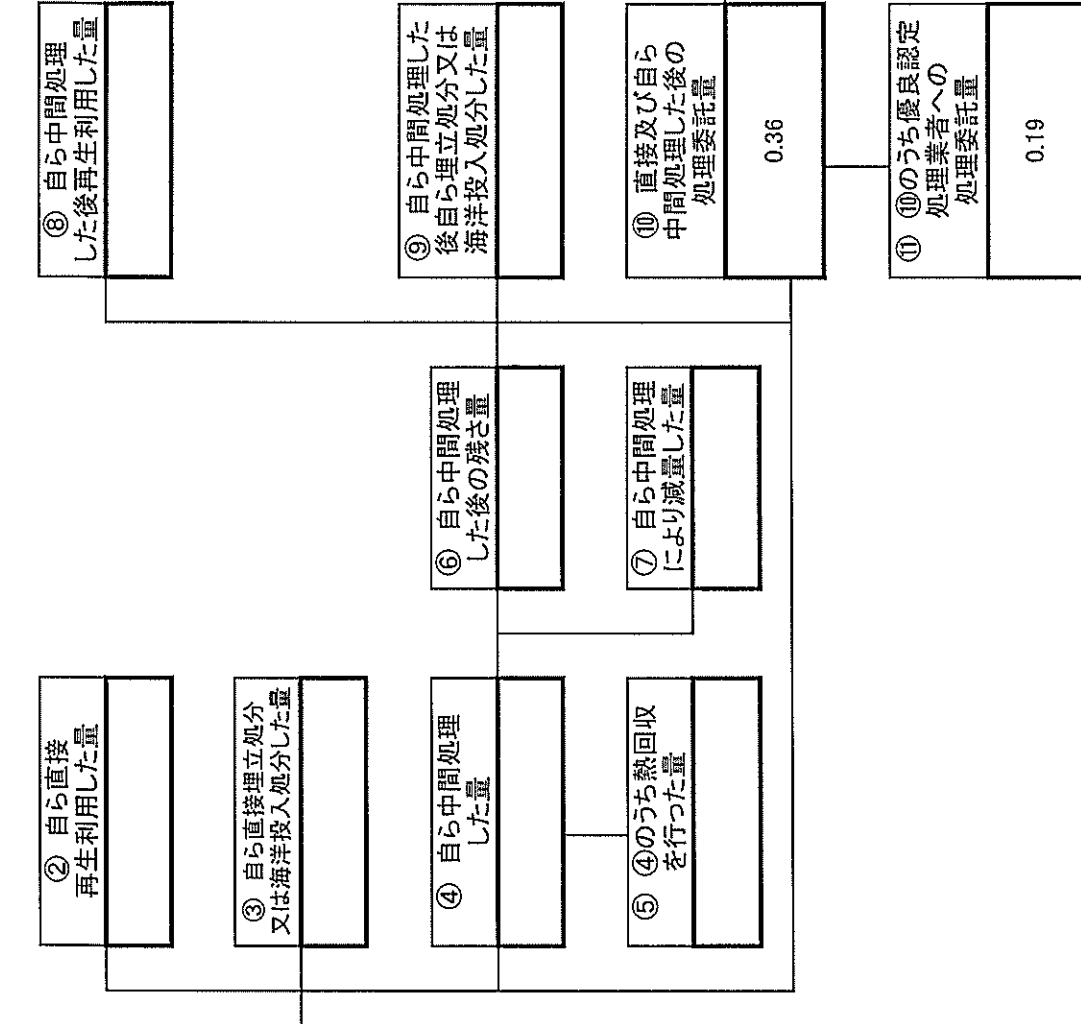 ② 自ら直接
再生利用した量
③ 自ら直接埋立処分
又は海洋投入処分した量
④ 自ら中間処理
した量
⑤ ④のうち熱回収
を行った量
⑥ 自ら中間処理
した後の残さ量
⑦ 自ら中間処理
により減量した量
⑧ 自ら中間処理
した後再生利用した量
⑨ 自ら中間処理した
後自ら埋立処分又は
海洋投入処分した量
⑩ 直接及び自ら
中間処理した後の
処理委託量
0.36
⑪ ⑩のうち優良認定
処理業者への
処理委託量
0.19